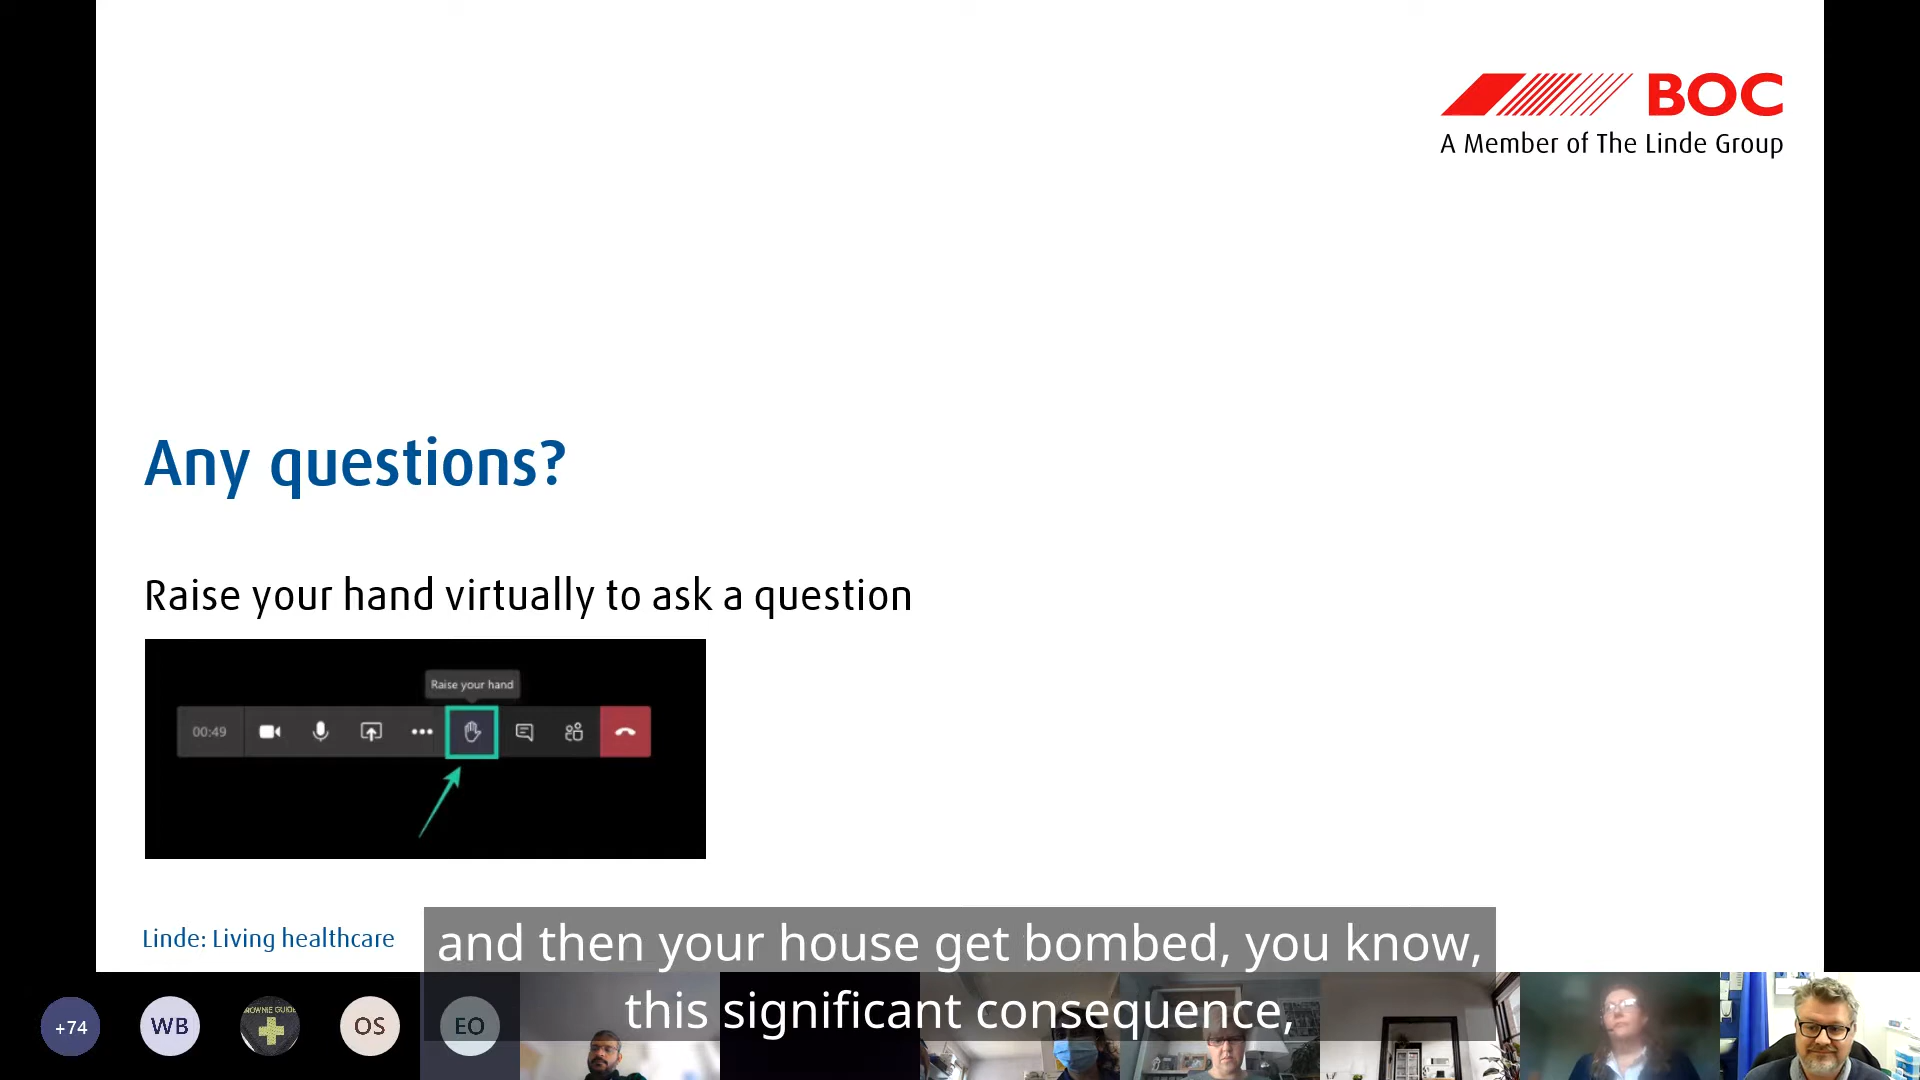 BOC
A Member of The Linde Group
Any questions?
Raise your hand virtually to ask a question
Raise your hand
00:49
Linde: Living healthcare
and then your house get bombed, you know,
this significant consequence,
+74
WB
ROWNIE GUID
OS
EO